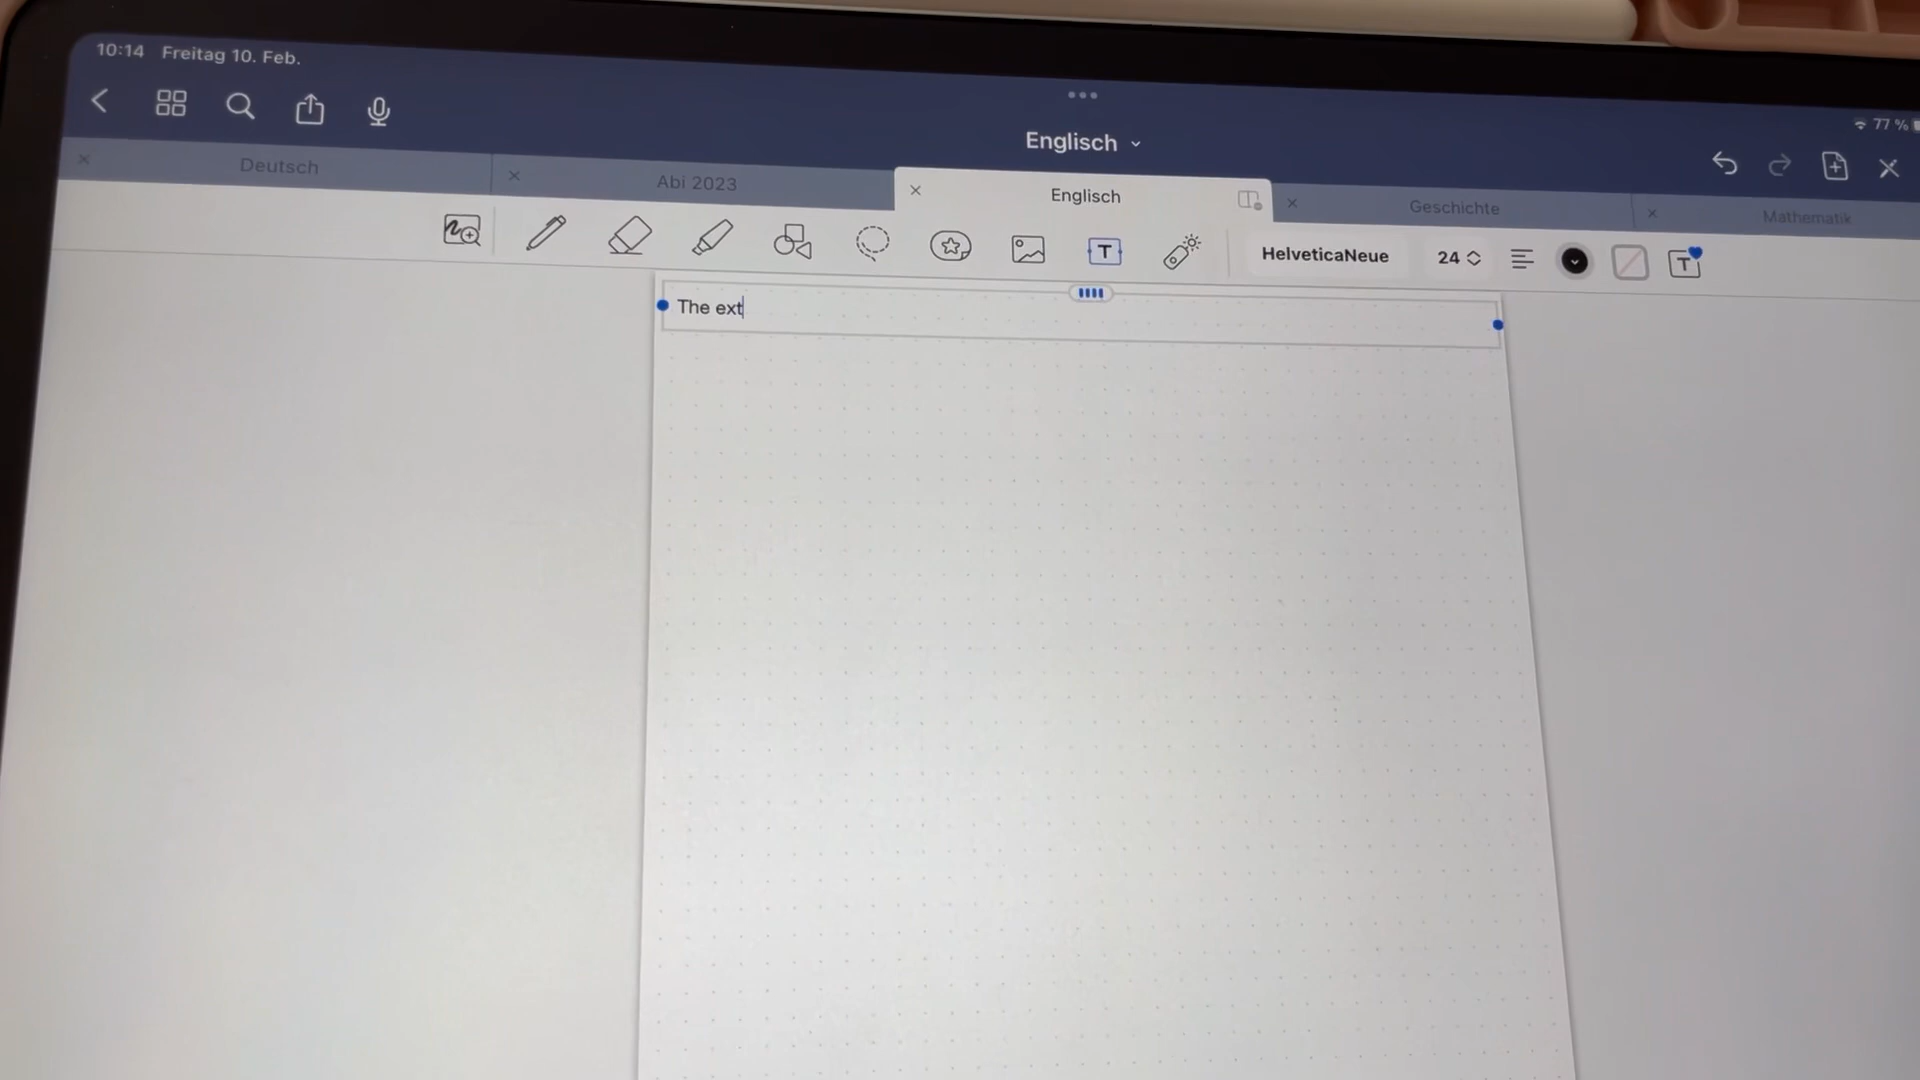 10:14 Freitag 10. Feb.
77 %
Englisch
Deutsch
Abi 2023
Englisch
Geschichte
Mathematik
T
HelveticaNeue
24
T
The ext